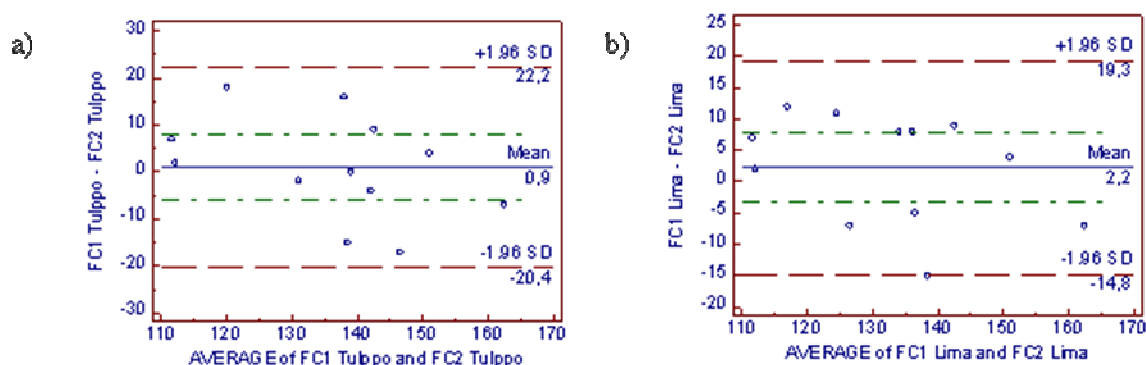 a)
30
20
10
0
-10
-20
-30
FC1 Tulppo - FC2 Tulppo
+1.96 SD
22,2
Mean
0,9
-1.96 SD
-20,4
110 120 130 140 150 160 170
AVERAGE of FC1 Tulppo and FC2 Tulppo
b)
25
20
15
10
5
0
-5
-10
-15
-20
FC1 Lima - FC2 Lima
+1.96 SD
19,3
Mean
2,2
-1.96 SD
-14,8
110 120 130 140 150 160 170
AVERAGE of FC1 Lima and FC2 Lima